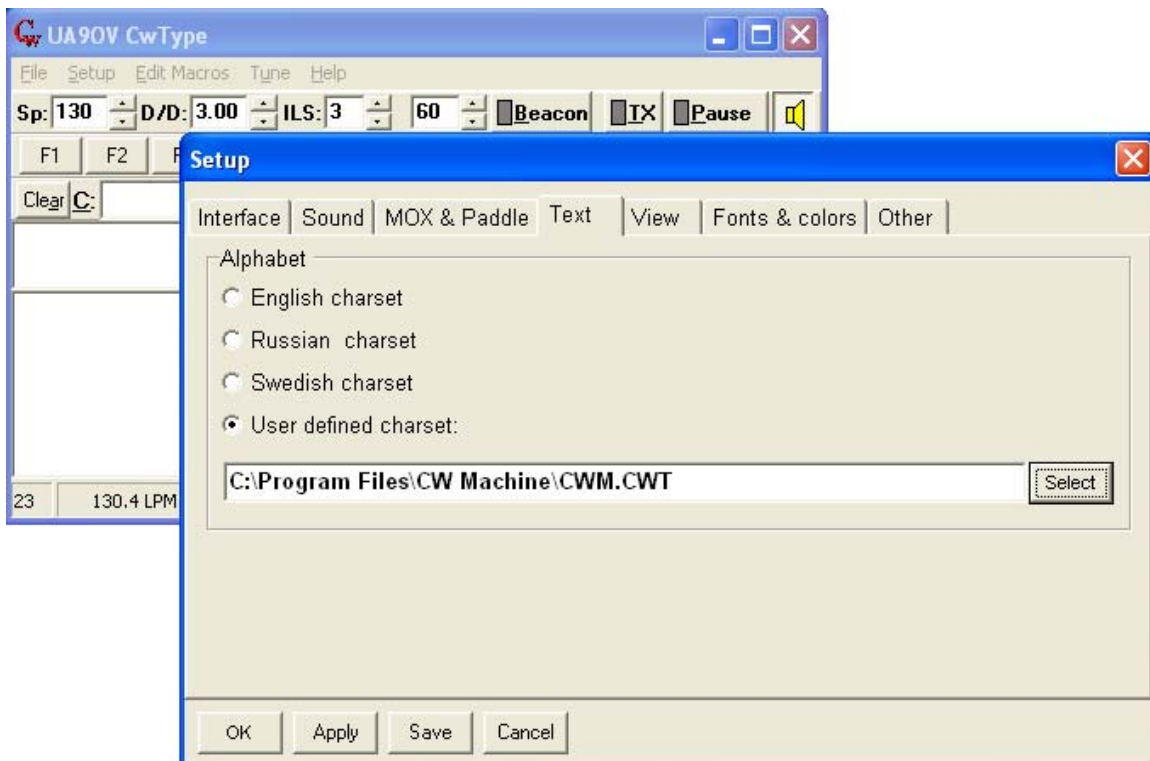 UA9OV CwType
File Setup Edit Macros Tune Help
Sp: 130 D/D: 3.00 ILS: 3 60 Beacon TX Pause
F1 F2 F
Clear C:
23 130.4 LPM
Setup
Interface Sound MOX & Paddle Text View Fonts & colors Other
Alphabet
English charset
Russian charset
Swedish charset
User defined charset:
C:\Program Files\CW Machine\CWM.CWT Select
OK Apply Save Cancel